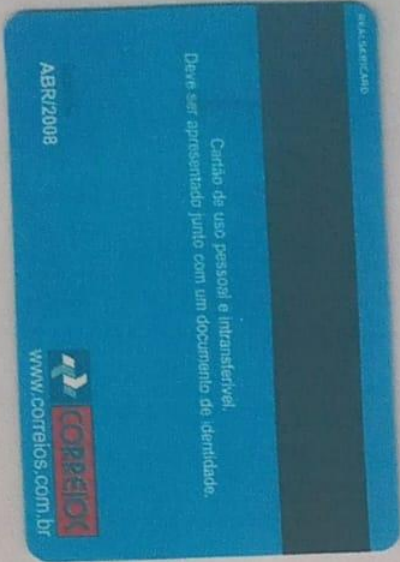 Cartão de uso pessoal e intransferível.
Deve ser apresentado junto com um documento de identidade.
ABR/2008
CORREIOS
www.correios.com.br